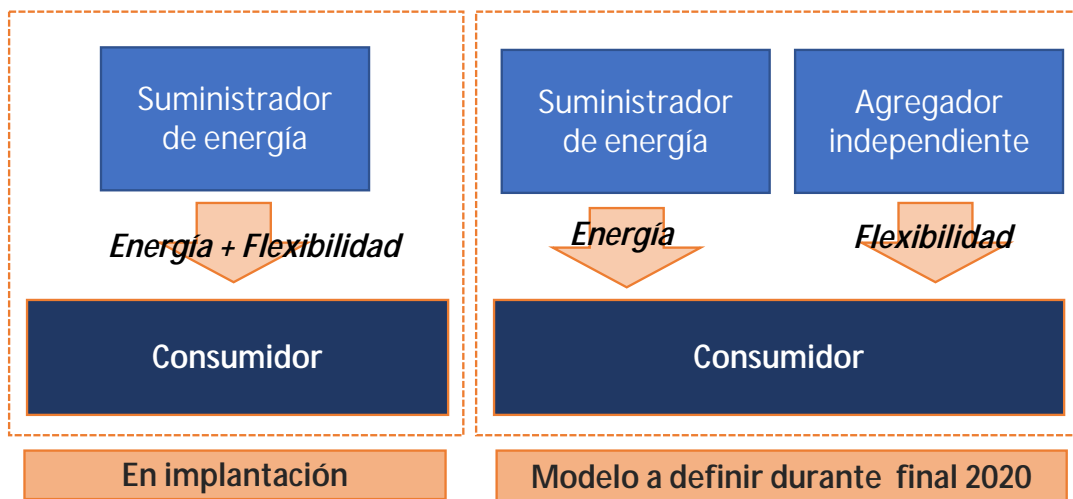 Suministrador
de energía
Energía + Flexibilidad
Consumidor
En implantación
Suministrador
de energía
Agregador
independiente
Energía
Flexibilidad
Consumidor
Modelo a definir durante final 2020